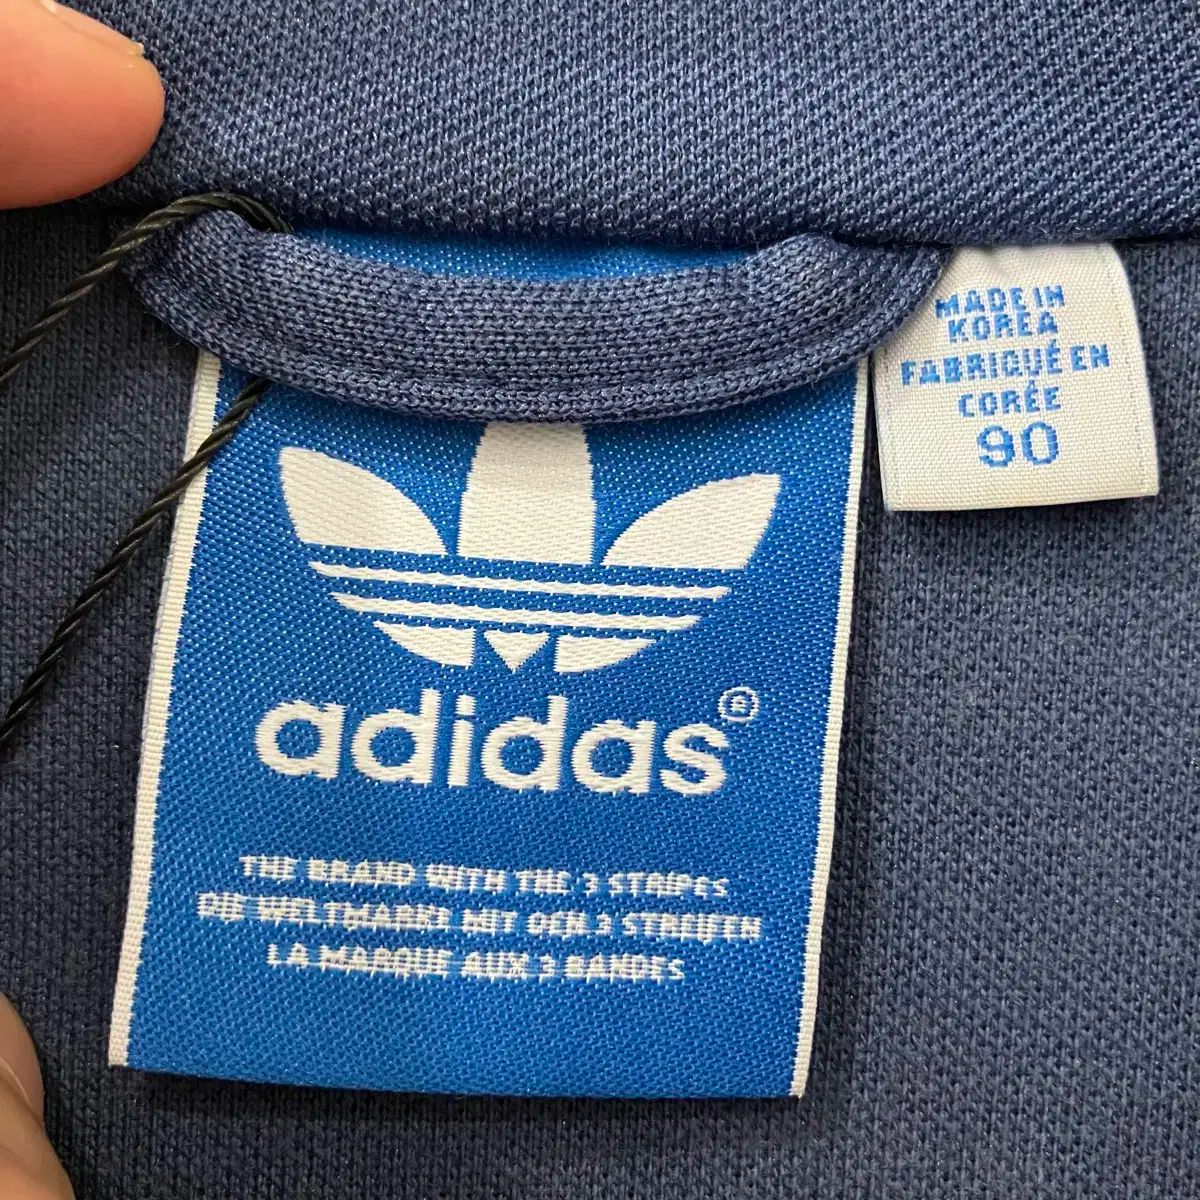 MADE IN
KOREA
FABRIQUÉ EN
CORÉE
90
adidas®
THE BRAND WITH THE 3 STRIPES
DIE WELTMARKE MIT DEN 3 STREIFEN
LA MARQUE AUX 3 BANDES